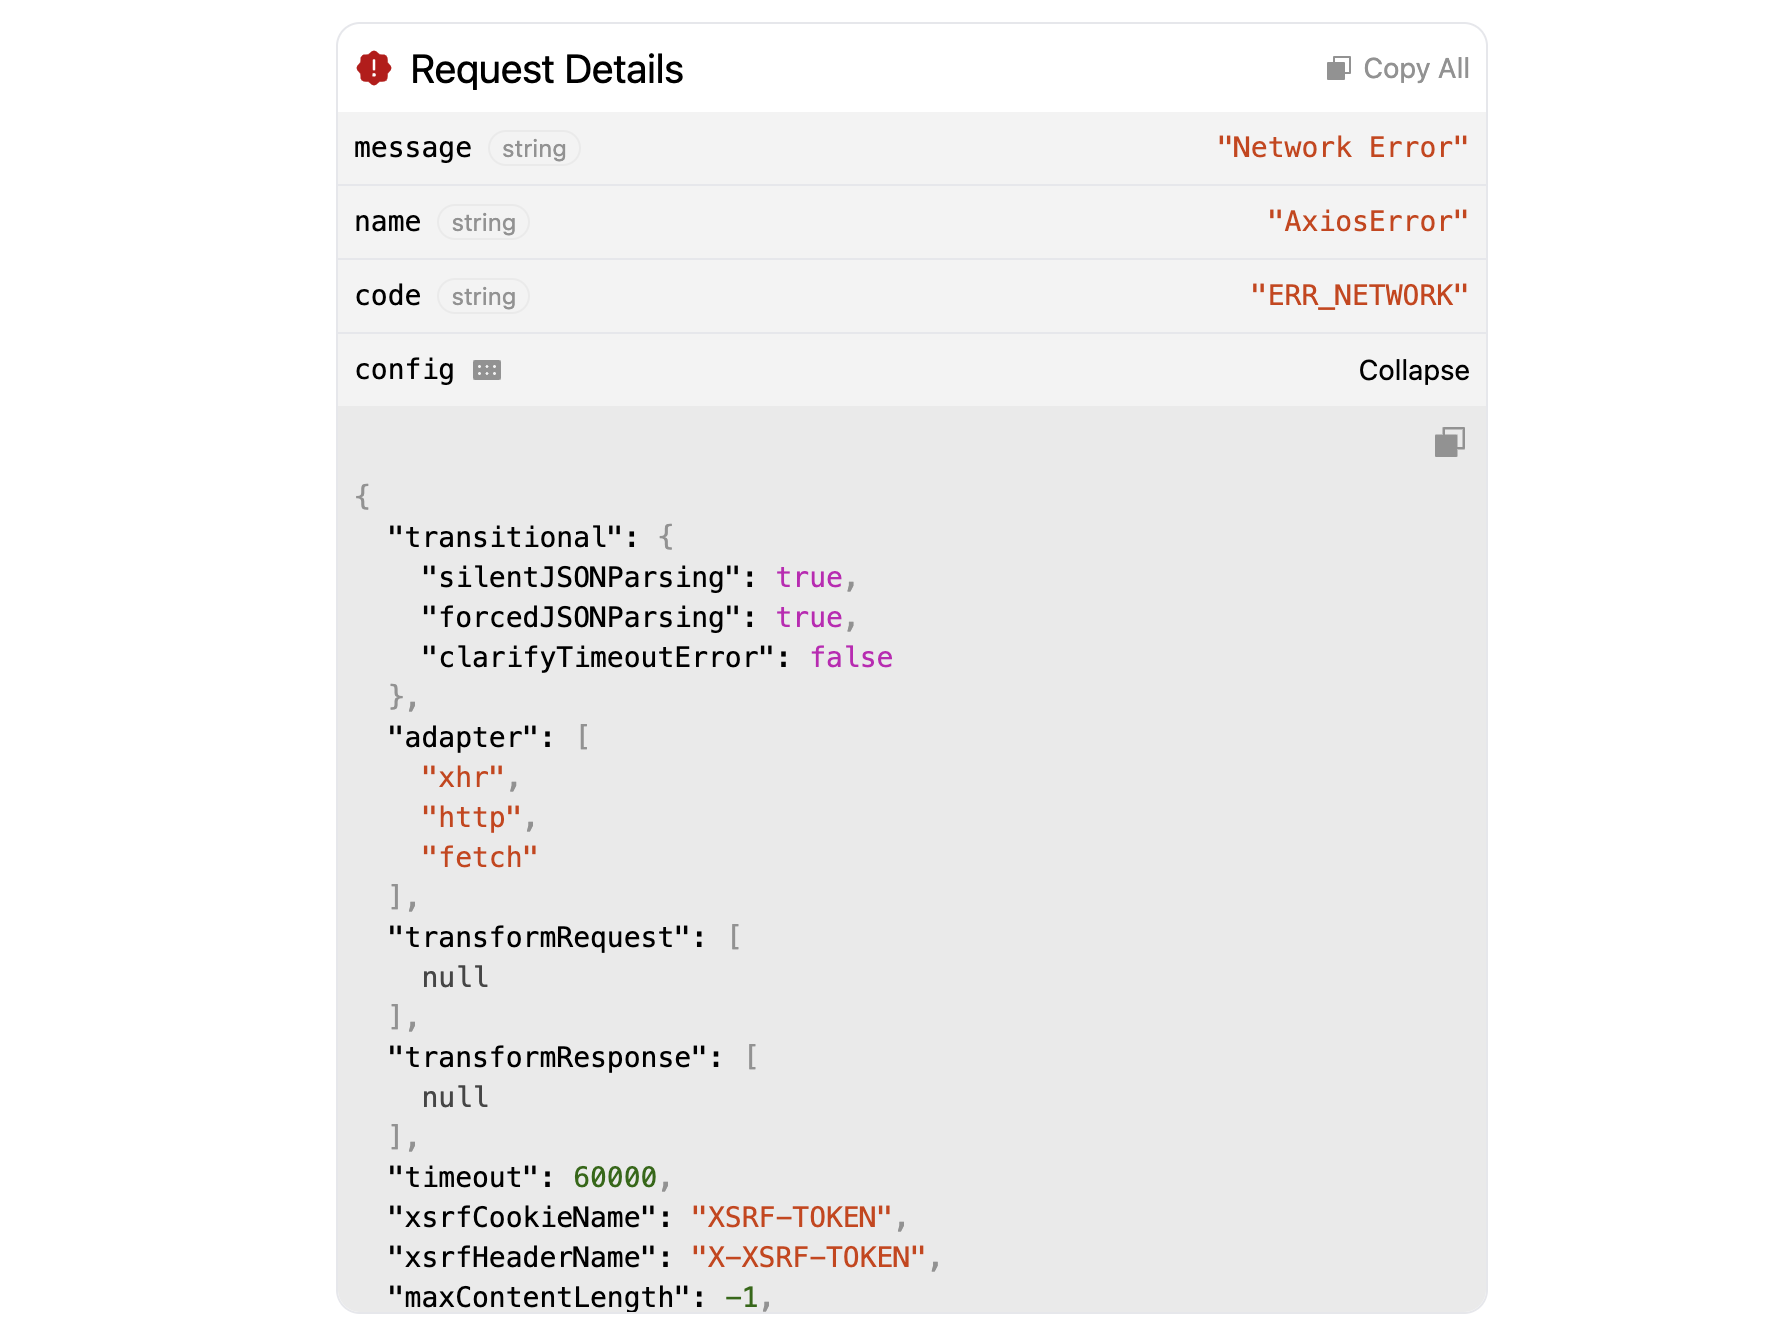 Request Details
Copy All
message string "Network Error"
name string "AxiosError"
code string "ERR_NETWORK"
config Collapse
{
  "transitional": {
    "silentJSONParsing": true,
    "forcedJSONParsing": true,
    "clarifyTimeoutError": false
  },
  "adapter": [
    "xhr",
    "http",
    "fetch"
  ],
  "transformRequest": [
    null
  ],
  "transformResponse": [
    null
  ],
  "timeout": 60000,
  "xsrfCookieName": "XSRF-TOKEN",
  "xsrfHeaderName": "X-XSRF-TOKEN",
  "maxContentLength": -1,